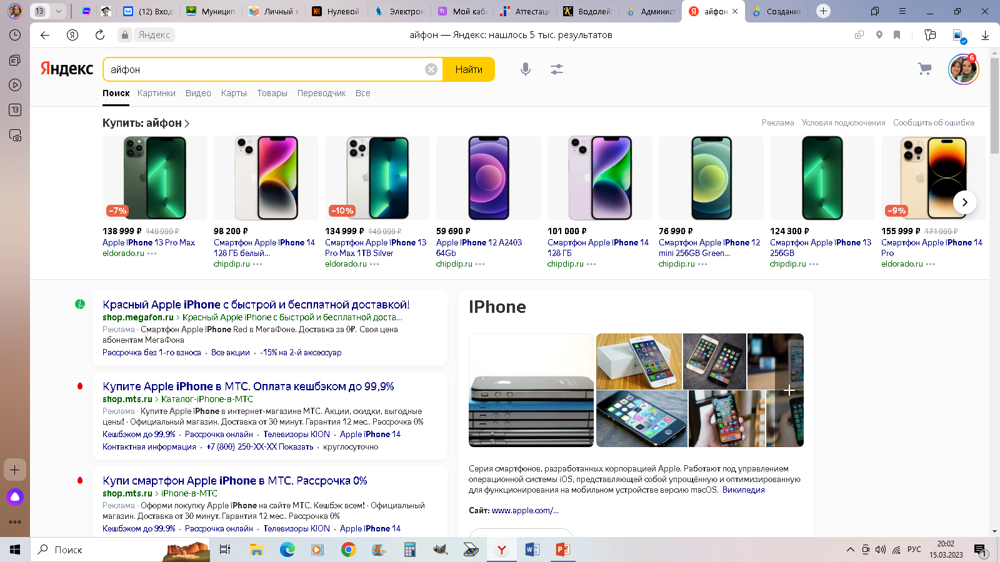 13
(12) Вход
Муницип
Личный к
Нулевой
Электрон
Мой каби
Аттестаци
Водолей
Админист
айфон
Создание
Яндекс
айфон — Яндекс: нашлось 5 тыс. результатов
13
Яндекс
айфон
Найти
6
Поиск
Картинки
Видео
Карты
Товары
Переводчик
Все
Купить: айфон
Реклама
Условия подключения
Сообщить об ошибке
-7%
138 999 ₽ 149 999 ₽
Apple iPhone 13 Pro Max
eldorado.ru
98 200 ₽
Смартфон Apple iPhone 14
128 ГБ белый...
chipdip.ru
-10%
134 999 ₽ 149 999 ₽
Смартфон Apple iPhone 13
Pro Max 1TB Silver
eldorado.ru
59 690 ₽
Apple iPhone 12 A2403
64Gb
chipdip.ru
101 000 ₽
Смартфон Apple iPhone 14
128 ГБ
chipdip.ru
76 990 ₽
Смартфон Apple iPhone 12
mini 256GB Green...
chipdip.ru
124 300 ₽
Смартфон Apple iPhone 13
256GB
chipdip.ru
-9%
155 999 ₽ 171 999 ₽
Смартфон Apple iPhone 14
Pro
eldorado.ru
Красный Apple iPhone с быстрой и бесплатной доставкой!
shop.megafon.ru › Красный Apple iPhone с быстрой и бесплатной доста...
Реклама · Смартфон Apple iPhone Red в МегаФоне. Доставка за 0₽. Своя цена
абонентам МегаФона
Рассрочка без 1-го взноса · Все акции · -15% на 2-й аксессуар
Купите Apple iPhone в МТС. Оплата кешбэком до 99,9%
shop.mts.ru › Каталог-iPhone-в-МТС
Реклама · Купите Apple iPhone в интернет-магазине МТС. Акции, скидки, выгодные
цены! · Официальный магазин. Доставка от 30 минут. Гарантия 12 мес.. Рассрочка 0%
Кешбэком до 99,9% · Рассрочка онлайн · Телевизоры KION · Apple iPhone 14
Контактная информация · +7 (800) 250-XX-XX Показать · круглосуточно
Купи смартфон Apple iPhone в МТС. Рассрочка 0%
shop.mts.ru › iPhone-в-МТС
Реклама · Оформи покупку Apple iPhone на сайте МТС. Кешбэк всем! · Официальный
магазин. Доставка от 30 минут. Гарантия 12 мес.. Рассрочка 0%
Кешбэком до 99,9% · Рассрочка онлайн · Телевизоры KION · Apple iPhone 14
IPhone
Серия смартфонов, разработанных корпорацией Apple. Работают под управлением
операционной системы iOS, представляющей собой упрощённую и оптимизированную
для функционирования на мобильном устройстве версию macOS. Википедия
Сайт: www.apple.com/...
Поиск
РУС
20:02
15.03.2023
1